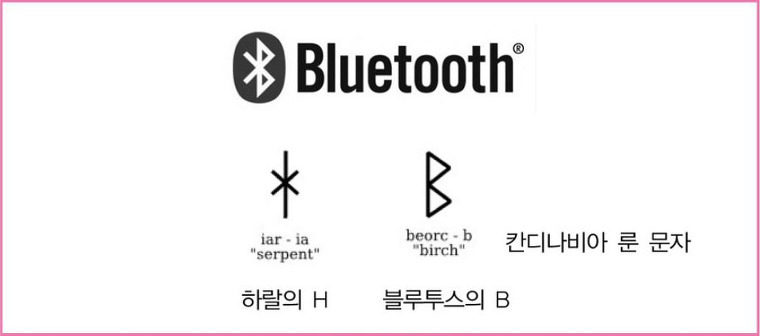 Bluetooth®
iar - ia
"serpent"
beorc - b
"birch"
칸디나비아 룬 문자
하랄의 H
블루투스의 B